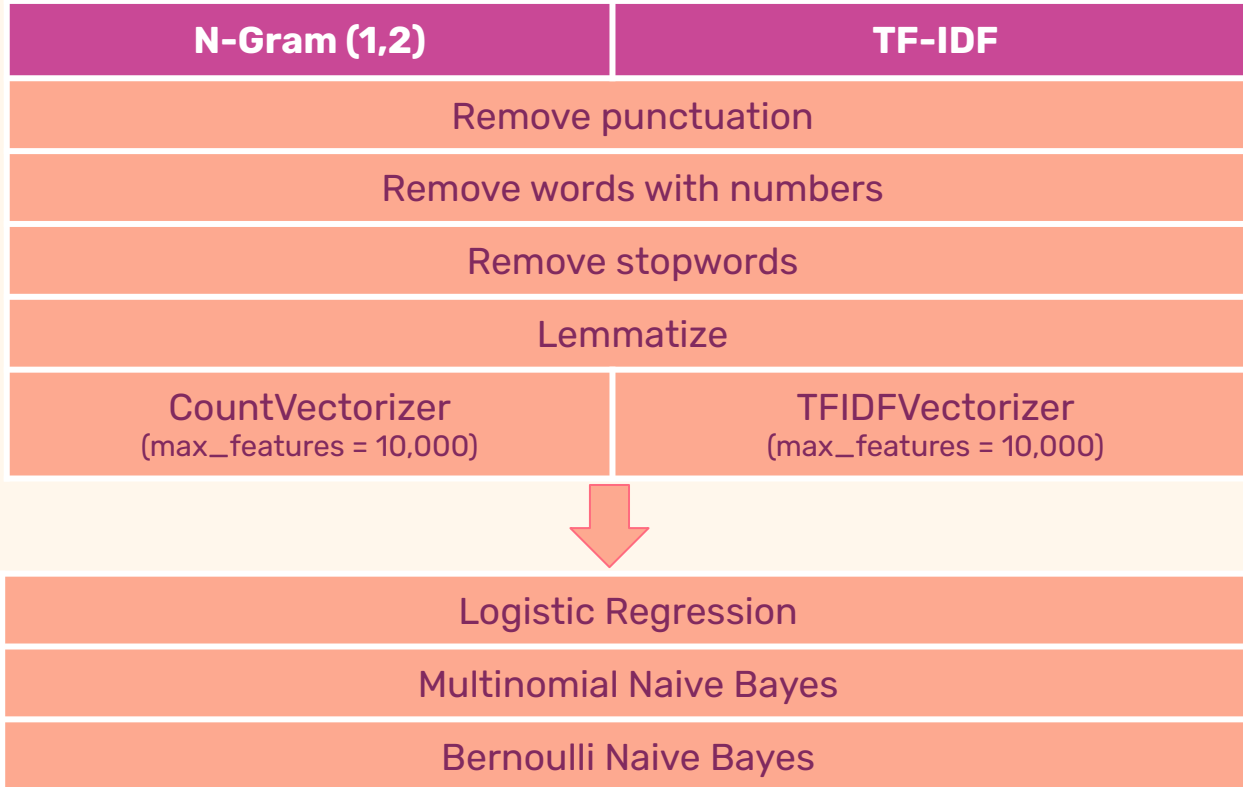 N-Gram (1,2)
TF-IDF
Remove punctuation
Remove words with numbers
Remove stopwords
Lemmatize
CountVectorizer
(max_features = 10,000)
TFIDFVectorizer
(max_features = 10,000)
Logistic Regression
Multinomial Naive Bayes
Bernoulli Naive Bayes